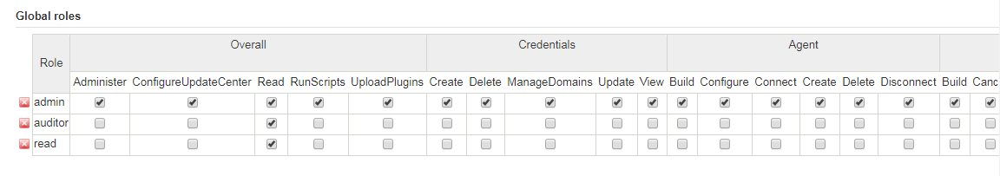 Global roles
Role Overall Credentials Agent
Administer ConfigureUpdateCenter Read RunScripts UploadPlugins Create Delete ManageDomains Update View Build Configure Connect Create Delete Disconnect Build Canc
admin
auditor
read